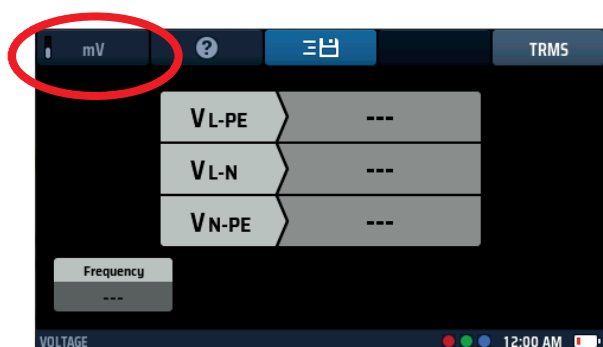 mV
?
TRMS
VL-PE
---
VL-N
---
VN-PE
---
Frequency
---
VOLTAGE
12:00 AM